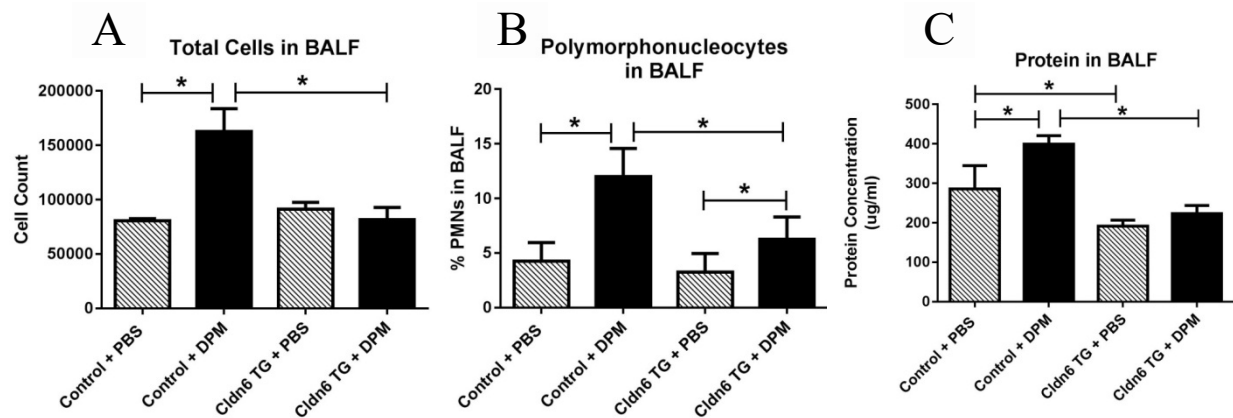 A
Total Cells in BALF
*
*
200000
150000
100000
50000
0
Cell Count
Control + PBS
Control + DPM
Cldn6 TG + PBS
Cldn6 TG + DPM
B
Polymorphonucleocytes
in BALF
*
*
*
20
15
10
5
0
% PMNs in BALF
Control + PBS
Control + DPM
Cldn6 TG + PBS
Cldn6 TG + DPM
C
Protein in BALF
*
*
*
500
400
300
200
100
0
Protein Concentration
(ug/ml)
Control + PBS
Control + DPM
Cldn6 TG + PBS
Cldn6 TG + DPM